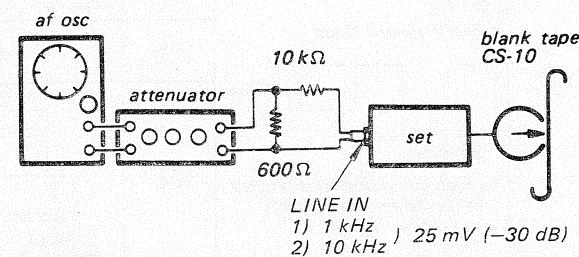 af osc
attenuator
10 kΩ
600 Ω
set
blank tape
CS-10
LINE IN
1) 1 kHz
2) 10 kHz ) 25 mV (–30 dB)